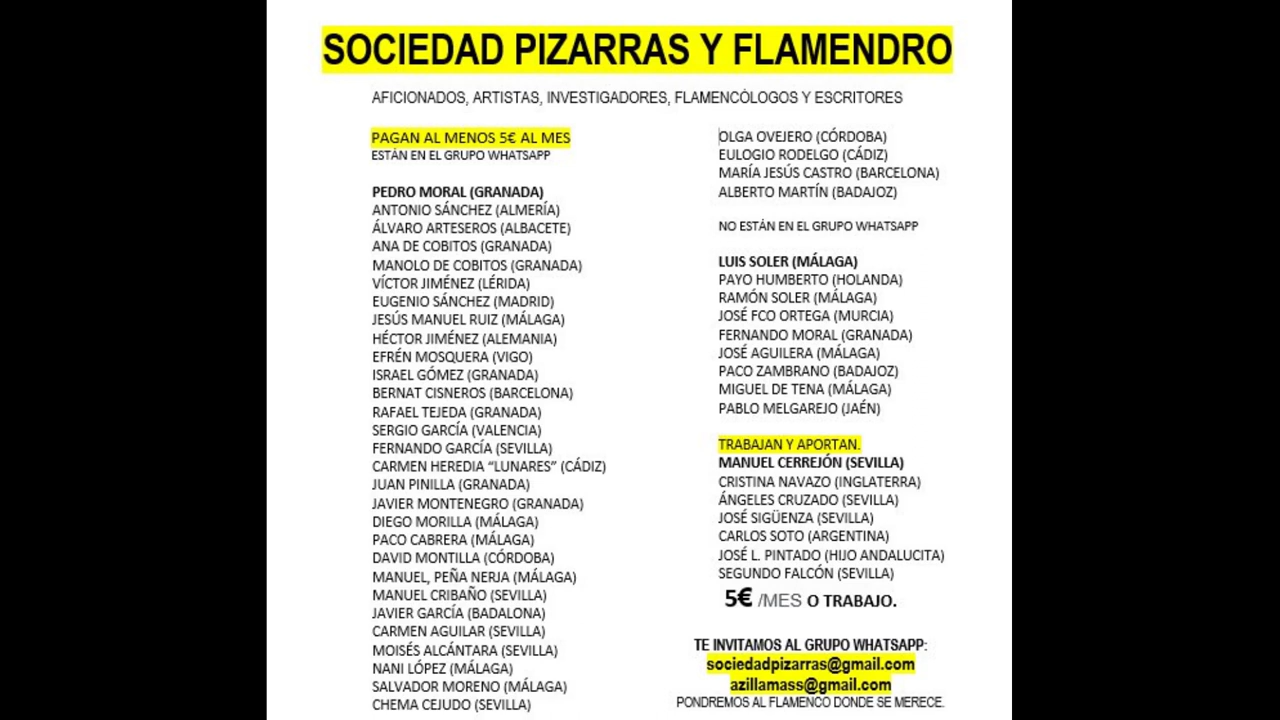 SOCIEDAD PIZARRAS Y FLAMENDRO
AFICIONADOS, ARTISTAS, INVESTIGADORES, FLAMENCÓLOGOS Y ESCRITORES
PAGAN AL MENOS 5€ AL MES
ESTÁN EN EL GRUPO WHATSAPP
PEDRO MORAL (GRANADA)
ANTONIO SÁNCHEZ (ALMERÍA)
ÁLVARO ARTESEROS (ALBACETE)
ANA DE COBITOS (GRANADA)
MANOLO DE COBITOS (GRANADA)
VÍCTOR JIMÉNEZ (LÉRIDA)
EUGENIO SÁNCHEZ (MADRID)
JESÚS MANUEL RUIZ (MÁLAGA)
HÉCTOR JIMÉNEZ (ALEMANIA)
EFRÉN MOSQUERA (VIGO)
ISRAEL GÓMEZ (GRANADA)
BERNAT CISNEROS (BARCELONA)
RAFAEL TEJEDA (GRANADA)
SERGIO GARCÍA (VALENCIA)
FERNANDO GARCÍA (SEVILLA)
CARMEN HEREDIA “LUNARES” (CÁDIZ)
JUAN PINILLA (GRANADA)
JAVIER MONTENEGRO (GRANADA)
DIEGO MORILLA (MÁLAGA)
PACO CABRERA (MÁLAGA)
DAVID MONTILLA (CÓRDOBA)
MANUEL, PEÑA NERJA (MÁLAGA)
MANUEL CRIBAÑO (SEVILLA)
JAVIER GARCÍA (BADALONA)
CARMEN AGUILAR (SEVILLA)
MOISÉS ALCÁNTARA (SEVILLA)
NANI LÓPEZ (MÁLAGA)
SALVADOR MORENO (MÁLAGA)
CHEMA CEJUDO (SEVILLA)
OLGA OVEJERO (CÓRDOBA)
EULOGIO RODELGO (CÁDIZ)
MARÍA JESÚS CASTRO (BARCELONA)
ALBERTO MARTÍN (BADAJOZ)
NO ESTÁN EN EL GRUPO WHATSAPP
LUIS SOLER (MÁLAGA)
PAYO HUMBERTO (HOLANDA)
RAMÓN SOLER (MÁLAGA)
JOSÉ FCO ORTEGA (MURCIA)
FERNANDO MORAL (GRANADA)
JOSÉ AGUILERA (MÁLAGA)
PACO ZAMBRANO (BADAJOZ)
MIGUEL DE TENA (MÁLAGA)
PABLO MELGAREJO (JAÉN)
TRABAJAN Y APORTAN.
MANUEL CERREJÓN (SEVILLA)
CRISTINA NAVAZO (INGLATERRA)
ÁNGELES CRUZADO (SEVILLA)
JOSÉ SIGÜENZA (SEVILLA)
CARLOS SOTO (ARGENTINA)
JOSÉ L. PINTADO (HIJO ANDALUCITA)
SEGUNDO FALCÓN (SEVILLA)
5€ /MES O TRABAJO.
TE INVITAMOS AL GRUPO WHATSAPP:
sociedadpizarras@gmail.com
azillamass@gmail.com
PONDREMOS AL FLAMENCO DONDE SE MERECE.